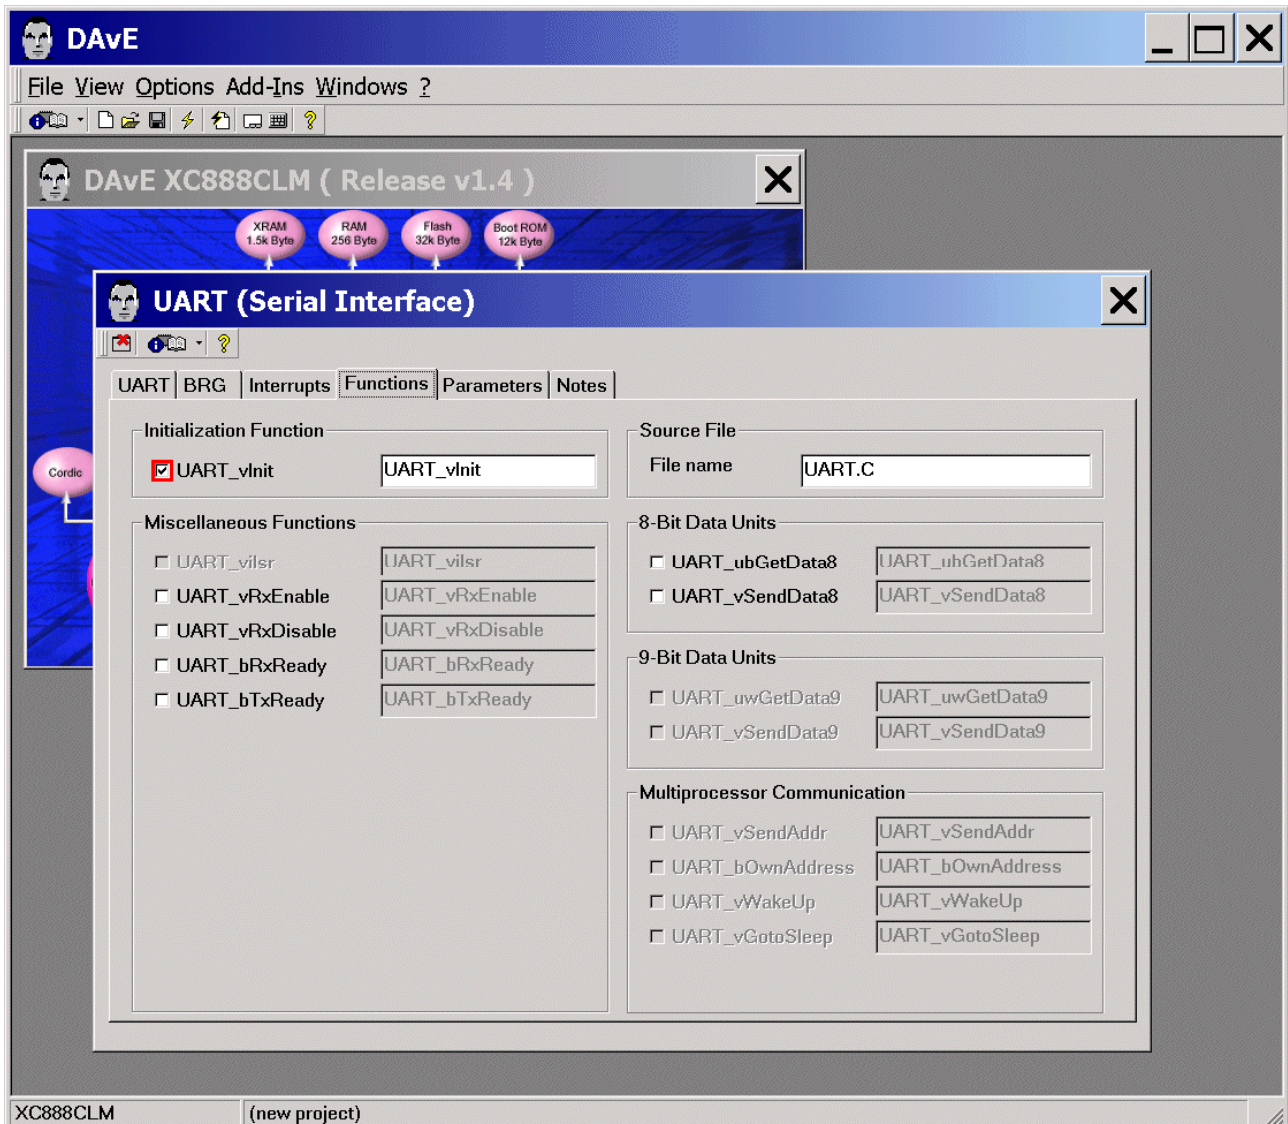 DAvE
File View Options Add-Ins Windows ?
DAvE XC888CLM ( Release v1.4 )
XRAM
1.5k Byte
RAM
256 Byte
Flash
32k Byte
Boot ROM
12k Byte
Cordic
UART (Serial Interface)
UART BRG Interrupts Functions Parameters Notes
Initialization Function
UART_vInit UART_vInit
Miscellaneous Functions
UART_viIsr UART_viIsr
UART_vRxEnable UART_vRxEnable
UART_vRxDisable UART_vRxDisable
UART_bRxReady UART_bRxReady
UART_bTxReady UART_bTxReady
Source File
File name UART.C
8-Bit Data Units
UART_ubGetData8 UART_ubGetData8
UART_vSendData8 UART_vSendData8
9-Bit Data Units
UART_uwGetData9 UART_uwGetData9
UART_vSendData9 UART_vSendData9
Multiprocessor Communication
UART_vSendAddr UART_vSendAddr
UART_bOwnAddress UART_bOwnAddress
UART_vWakeUp UART_vWakeUp
UART_vGotoSleep UART_vGotoSleep
XC888CLM (new project)